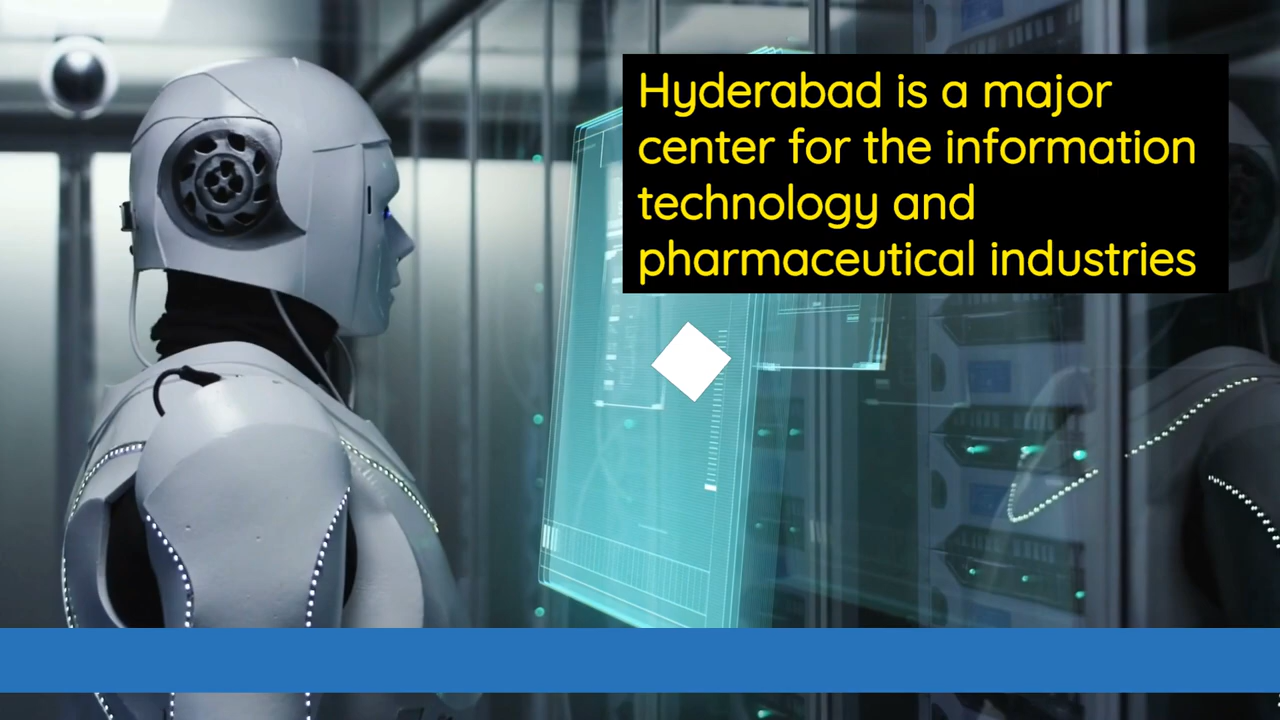 Hyderabad is a major
center for the information
technology and
pharmaceutical industries